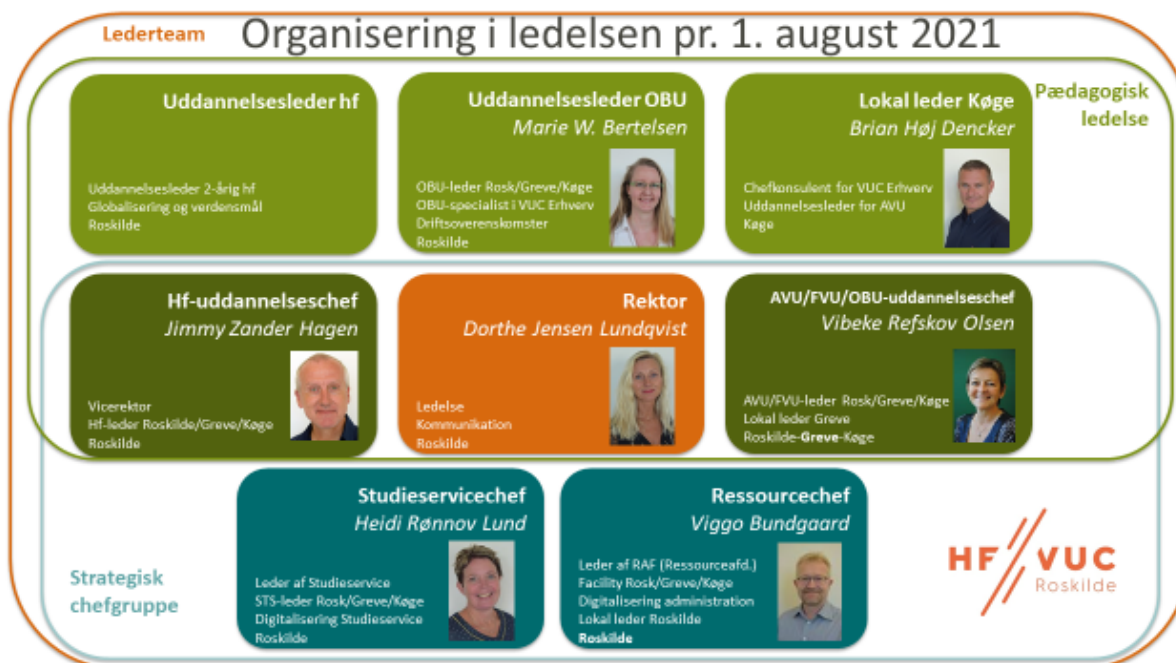 Lederteam
Organisering i ledelsen pr. 1. august 2021
Pædagogisk
ledelse
Uddannelsesleder hf
Uddannelsesleder 2-årig hf
Globalisering og verdensmål
Roskilde
Uddannelsesleder OBU
Marie W. Bertelsen
OBU-leder Rosk/Greve/Køge
OBU-specialist i VUC Erhverv
Driftsoverenskomster
Roskilde
Lokal leder Køge
Brian Høj Dencker
Chefkonsulent for VUC Erhverv
Uddannelsesleder for AVU
Køge
Hf-uddannelseschef
Jimmy Zander Hagen
Vicerektor
Hf-leder Roskilde/Greve/Køge
Roskilde
Rektor
Dorthe Jensen Lundqvist
Ledelse
Kommunikation
Roskilde
AVU/FVU/OBU-uddannelseschef
Vibeke Refskov Olsen
AVU/FVU-leder Rosk/Greve/Køge
Lokal leder Greve
Roskilde-Greve-Køge
Strategisk
chefgruppe
Studieservicechef
Heidi Rønnov Lund
Leder af Studieservice
STS-leder Rosk/Greve/Køge
Digitalisering Studieservice
Roskilde
Ressourcechef
Viggo Bundgaard
Leder af RAF (Ressourceafd.)
Facility Rosk/Greve/Køge
Digitalisering administration
Lokal leder Roskilde
Roskilde
HF VUC
Roskilde